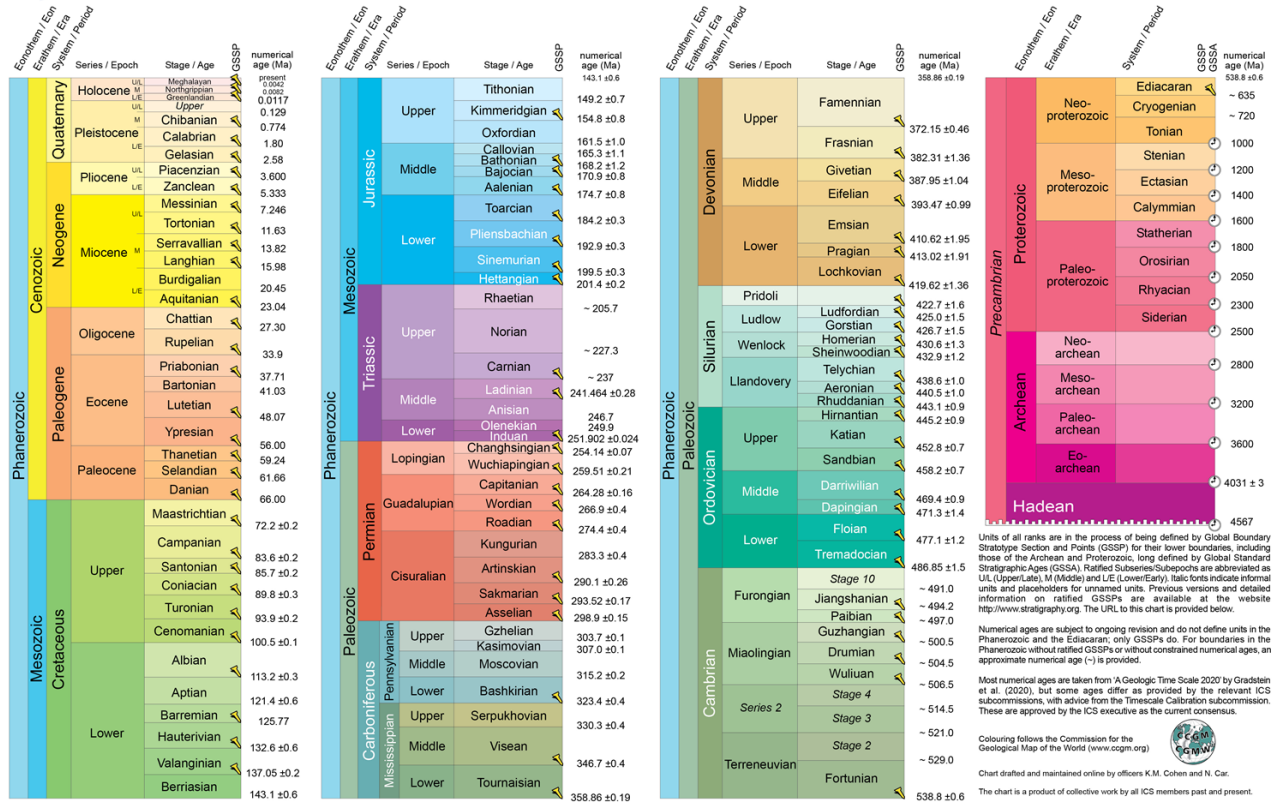 Eonothem / Eon
Erathem / Era
System / Period
Series / Epoch
Stage / Age
GSSP
numerical
age (Ma)
Phanerozoic
Cenozoic
Quaternary
Holocene
U/L
Meghalayan
M
Northgrippian
L/E
Greenlandian
Pleistocene
U/L
Upper
M
Chibanian
L/E
Calabrian
Gelasian
Neogene
Pliocene
U/L
Piacenzian
L/E
Zanclean
Miocene
U/L
Messinian
Tortonian
M
Serravallian
Langhian
L/E
Burdigalian
Aquitanian
Paleogene
Oligocene
Chattian
Rupelian
Eocene
Priabonian
Bartonian
Lutetian
Ypresian
Paleocene
Thanetian
Selandian
Danian
Mesozoic
Cretaceous
Upper
Maastrichtian
Campanian
Santonian
Coniacian
Turonian
Cenomanian
Lower
Albian
Aptian
Barremian
Hauterivian
Valanginian
Berriasian
present
0.0042
0.0082
0.0117
0.129
0.774
1.80
2.58
3.600
5.333
7.246
11.63
13.82
15.98
20.45
23.04
27.30
33.9
37.71
41.03
48.07
56.00
59.24
61.66
66.00
72.2 ±0.2
83.6 ±0.2
85.7 ±0.2
89.8 ±0.3
93.9 ±0.2
100.5 ±0.1
113.2 ±0.3
121.4 ±0.6
125.77
132.6 ±0.6
137.05 ±0.2
143.1 ±0.6
Eonothem / Eon
Erathem / Era
System / Period
Series / Epoch
Stage / Age
GSSP
numerical
age (Ma)
Phanerozoic
Mesozoic
Jurassic
Upper
Tithonian
Kimmeridgian
Oxfordian
Middle
Callovian
Bathonian
Bajocian
Aalenian
Lower
Toarcian
Pliensbachian
Sinemurian
Hettangian
Triassic
Upper
Rhaetian
Norian
Carnian
Middle
Ladinian
Anisian
Lower
Olenekian
Induan
Paleozoic
Permian
Lopingian
Changhsingian
Wuchiapingian
Guadalupian
Capitanian
Wordian
Roadian
Cisuralian
Kungurian
Artinskian
Sakmarian
Asselian
Carboniferous
Pennsylvanian
Upper
Gzhelian
Kasimovian
Middle
Moscovian
Lower
Bashkirian
Mississippian
Upper
Serpukhovian
Middle
Visean
Lower
Tournaisian
143.1 ±0.6
149.2 ±0.7
154.8 ±0.8
161.5 ±1.0
165.3 ±1.1
168.2 ±1.2
170.9 ±0.8
174.7 ±0.8
184.2 ±0.3
192.9 ±0.3
199.5 ±0.3
201.4 ±0.2
~ 205.7
~ 227.3
~ 237
241.464 ±0.28
246.7
249.9
251.902 ±0.024
254.14 ±0.07
259.51 ±0.21
264.28 ±0.16
266.9 ±0.4
274.4 ±0.4
283.3 ±0.4
290.1 ±0.26
293.52 ±0.17
298.9 ±0.15
303.7 ±0.1
307.0 ±0.1
315.2 ±0.2
323.4 ±0.4
330.3 ±0.4
346.7 ±0.4
358.86 ±0.19
Eonothem / Eon
Erathem / Era
System / Period
Series / Epoch
Stage / Age
GSSP
numerical
age (Ma)
Phanerozoic
Paleozoic
Devonian
Upper
Famennian
Frasnian
Middle
Givetian
Eifelian
Lower
Emsian
Pragian
Lochkovian
Silurian
Pridoli
Ludlow
Ludfordian
Gorstian
Wenlock
Homerian
Sheinwoodian
Llandovery
Telychian
Aeronian
Rhuddanian
Ordovician
Upper
Hirnantian
Katian
Sandbian
Middle
Darriwilian
Dapingian
Lower
Floian
Tremadocian
Cambrian
Furongian
Stage 10
Jiangshanian
Paibian
Miaolingian
Guzhangian
Drumian
Wuliuan
Series 2
Stage 4
Stage 3
Terreneuvian
Stage 2
Fortunian
358.86 ±0.19
372.15 ±0.46
382.31 ±1.36
387.95 ±1.04
393.47 ±0.99
410.62 ±1.95
413.02 ±1.91
419.62 ±1.36
422.7 ±1.6
425.0 ±1.5
426.7 ±1.5
430.6 ±1.3
432.9 ±1.2
438.6 ±1.0
440.5 ±1.0
443.1 ±0.9
445.2 ±0.9
452.8 ±0.7
458.2 ±0.7
469.4 ±0.9
471.3 ±1.4
477.1 ±1.2
486.85 ±1.5
~ 491.0
~ 494.2
~ 497.0
~ 500.5
~ 504.5
~ 506.5
~ 514.5
~ 521.0
~ 529.0
538.8 ±0.6
Eonothem / Eon
Erathem / Era
System / Period
GSSP
GSSA
numerical
age (Ma)
Precambrian
Proterozoic
Neo-
proterozoic
Ediacaran
Cryogenian
Tonian
Meso-
proterozoic
Stenian
Ectasian
Calymmian
Paleo-
proterozoic
Statherian
Orosirian
Rhyacian
Siderian
Archean
Neo-
archean
Meso-
archean
Paleo-
archean
Eo-
archean
Hadean
538.8 ±0.6
~ 635
~ 720
1000
1200
1400
1600
1800
2050
2300
2500
2800
3200
3600
4031 ± 3
4567
Units of all ranks are in the process of being defined by Global Boundary
Stratotype Section and Points (GSSP) for their lower boundaries, including
those of the Archean and Proterozoic, long defined by Global Standard
Stratigraphic Ages (GSSA). Ratified Subseries/Subepochs are abbreviated as
U/L (Upper/Late), M (Middle) and L/E (Lower/Early). Italic fonts indicate informal
units and placeholders for unnamed units. Previous versions and detailed
information on ratified GSSPs are available at the website
http://www.stratigraphy.org. The URL to this chart is provided below.
Numerical ages are subject to ongoing revision and do not define units in the
Phanerozoic and the Ediacaran; only GSSPs do. For boundaries in the
Phanerozoic without ratified GSSPs or without constrained numerical ages, an
approximate numerical age (~) is provided.
Most numerical ages are taken from 'A Geologic Time Scale 2020' by Gradstein
et al. (2020), but some ages differ as provided by the relevant ICS
subcommissions, with advice from the Timescale Calibration subcommission.
These are approved by the ICS executive as the current consensus.
Colouring follows the Commission for the
Geological Map of the World (www.ccgm.org)
CCGM
CGMW
Chart drafted and maintained online by officers K.M. Cohen and N. Car.
The chart is a product of collective work by all ICS members past and present.